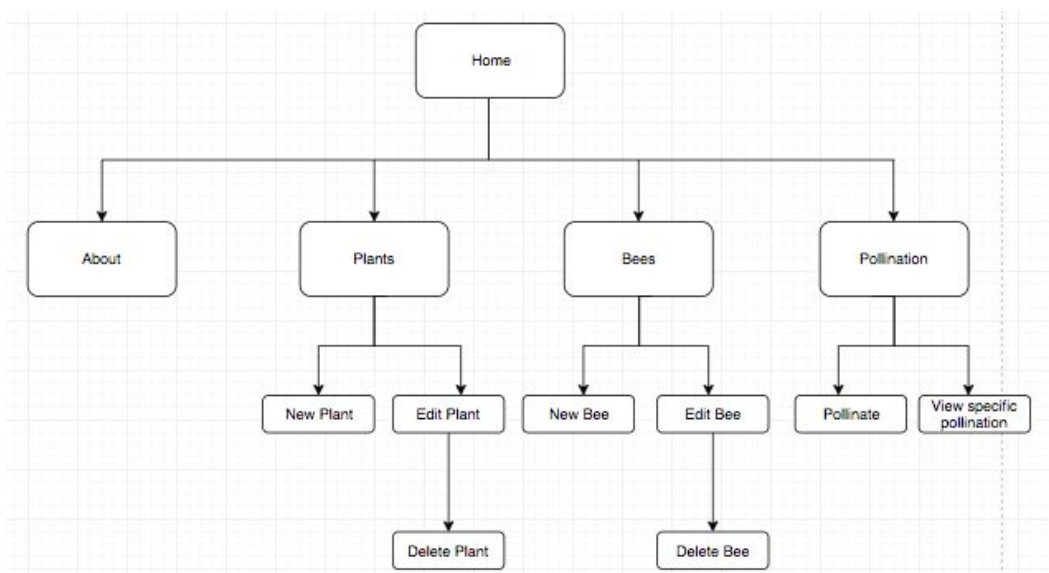 Home
About
Plants
Bees
Pollination
New Plant
Edit Plant
New Bee
Edit Bee
Pollinate
View specific
pollination
Delete Plant
Delete Bee